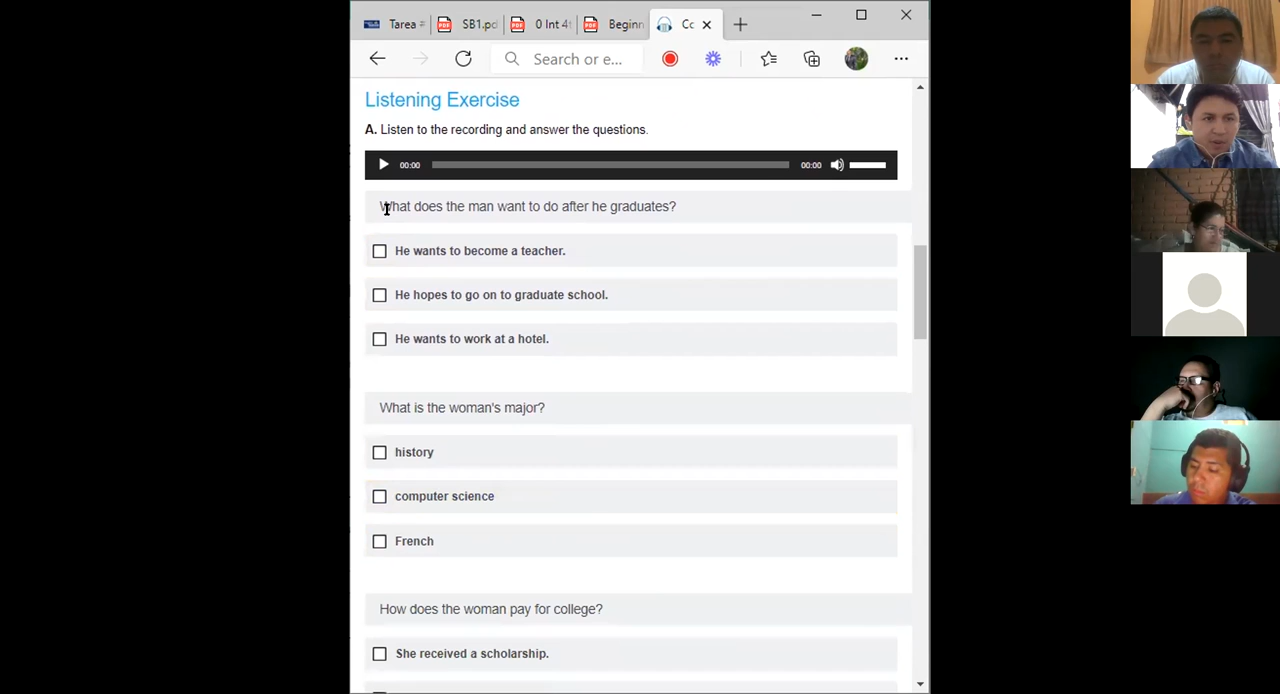 Tarea
SB1.pd
0 Int 4
Beginn
Cc
Search or e...
Listening Exercise
A. Listen to the recording and answer the questions.
00:00
00:00
What does the man want to do after he graduates?
He wants to become a teacher.
He hopes to go on to graduate school.
He wants to work at a hotel.
What is the woman's major?
history
computer science
French
How does the woman pay for college?
She received a scholarship.